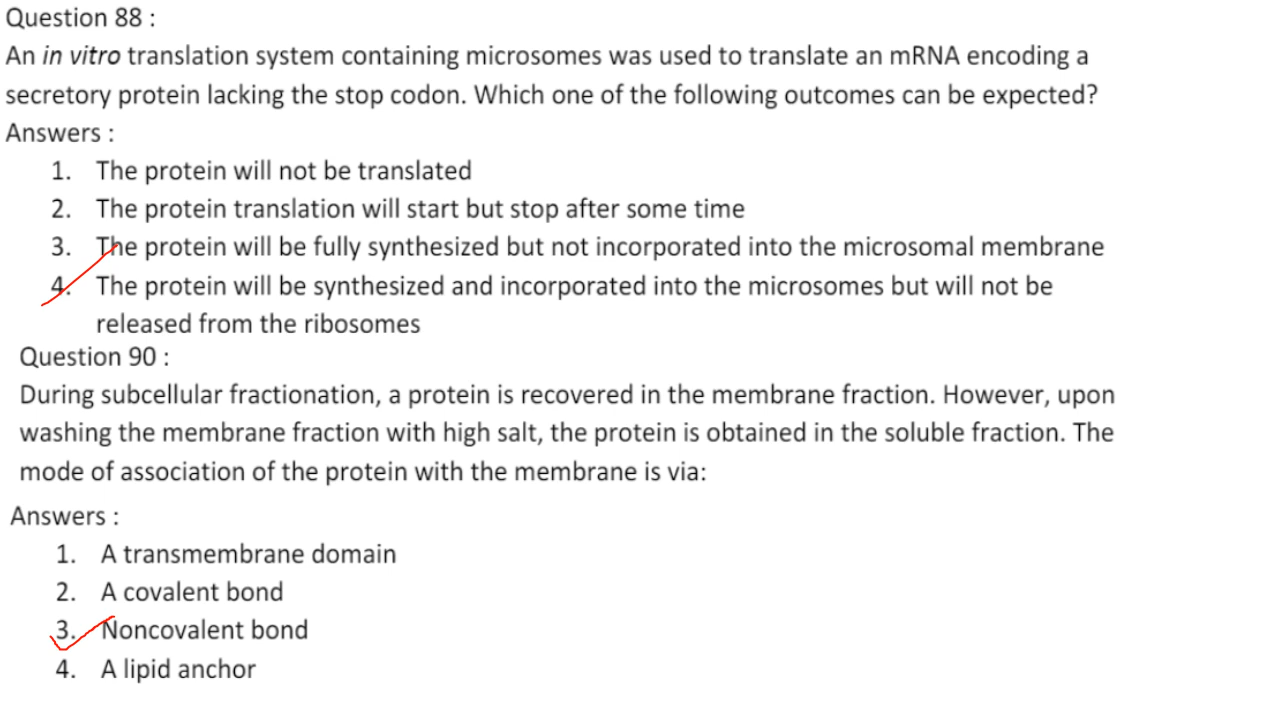 Question 88 :
An in vitro translation system containing microsomes was used to translate an mRNA encoding a
secretory protein lacking the stop codon. Which one of the following outcomes can be expected?
Answers :
1. The protein will not be translated
2. The protein translation will start but stop after some time
3. The protein will be fully synthesized but not incorporated into the microsomal membrane
4. The protein will be synthesized and incorporated into the microsomes but will not be
released from the ribosomes
Question 90 :
During subcellular fractionation, a protein is recovered in the membrane fraction. However, upon
washing the membrane fraction with high salt, the protein is obtained in the soluble fraction. The
mode of association of the protein with the membrane is via:
Answers :
1. A transmembrane domain
2. A covalent bond
3. Noncovalent bond
4. A lipid anchor